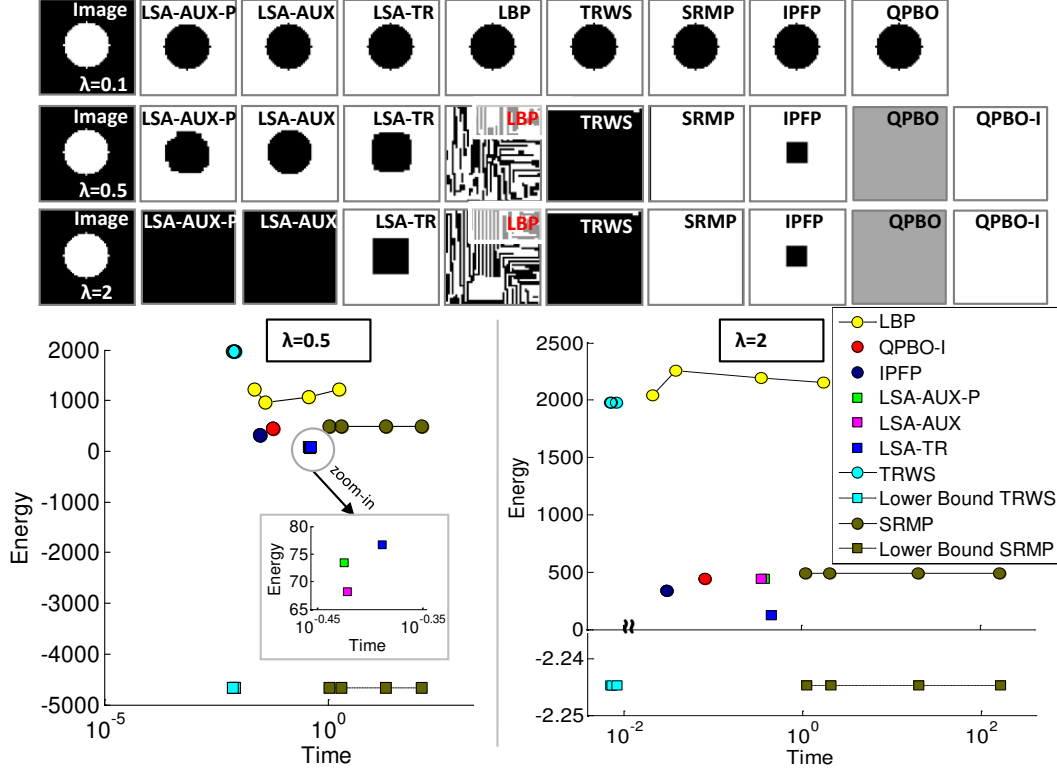 Image LSA-AUX-P LSA-AUX LSA-TR LBP TRWS SRMP IPFP QPBO
λ=0.1
Image LSA-AUX-P LSA-AUX LSA-TR LBP TRWS SRMP IPFP QPBO QPBO-I
λ=0.5
Image LSA-AUX-P LSA-AUX LSA-TR LBP TRWS SRMP IPFP QPBO QPBO-I
λ=2
λ=0.5
2000
1000
0
-1000
-2000
-3000
-4000
-5000
Energy
10^-5
10^0
Time
zoom-in
80
75
70
65
Energy
10^-0.45
10^-0.35
Time
λ=2
2500
2000
1500
1000
500
0
-2.24
-2.25
Energy
10^-2
10^0
10^2
Time
LBP
QPBO-I
IPFP
LSA-AUX-P
LSA-AUX
LSA-TR
TRWS
Lower Bound TRWS
SRMP
Lower Bound SRMP